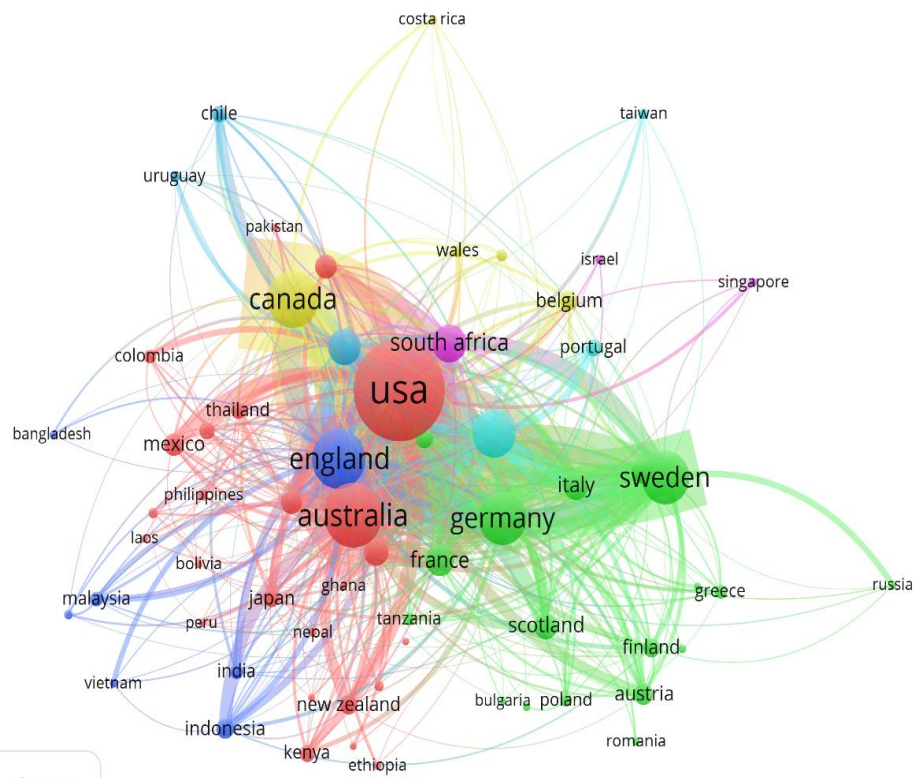 costa rica
chile
taiwan
uruguay
pakistan
wales
israel
singapore
canada
belgium
south africa
portugal
colombia
usa
thailand
bangladesh
mexico
england
sweden
italy
philippines
australia
germany
laos
france
bolivia
ghana
greece
russia
malaysia
japan
peru
tanzania
scotland
nepal
finland
india
vietnam
austria
bulgaria
poland
new zealand
indonesia
romania
kenya
ethiopia